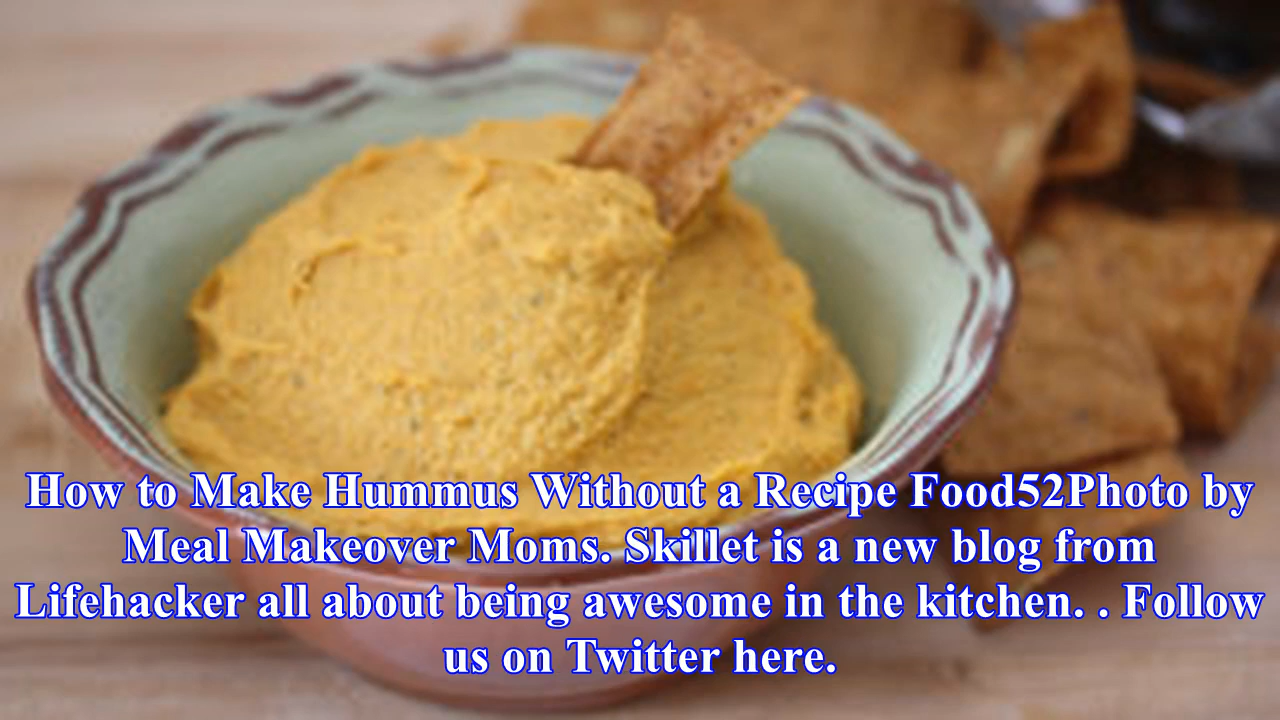 How to Make Hummus Without a Recipe Food52Photo by
Meal Makeover Moms. Skillet is a new blog from
Lifehacker all about being awesome in the kitchen. . Follow
us on Twitter here.